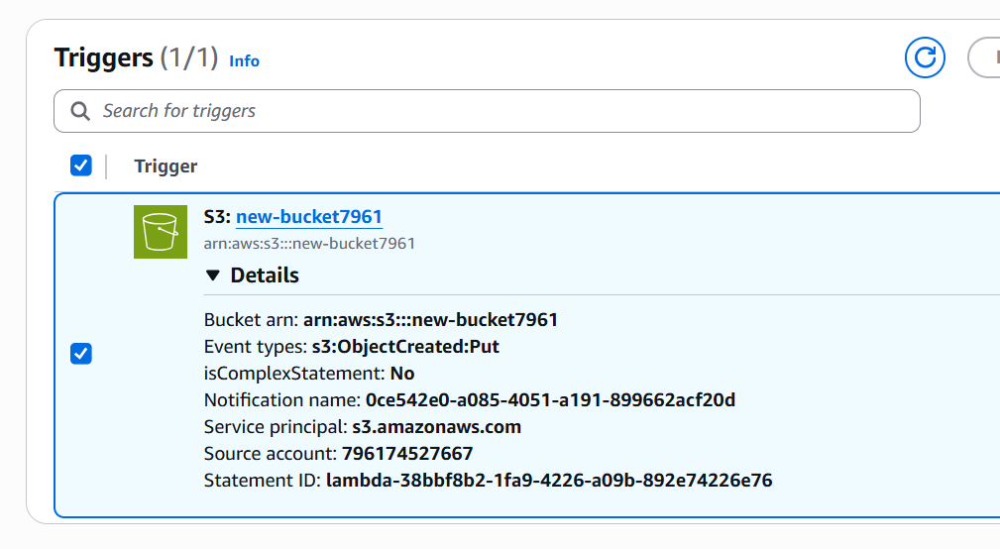 Triggers (1/1) Info
Search for triggers
Trigger
S3: new-bucket7961
arn:aws:s3:::new-bucket7961
▼ Details
Bucket arn: arn:aws:s3:::new-bucket7961
Event types: s3:ObjectCreated:Put
isComplexStatement: No
Notification name: 0ce542e0-a085-4051-a191-899662acf20d
Service principal: s3.amazonaws.com
Source account: 796174527667
Statement ID: lambda-38bbf8b2-1fa9-4226-a09b-892e74226e76